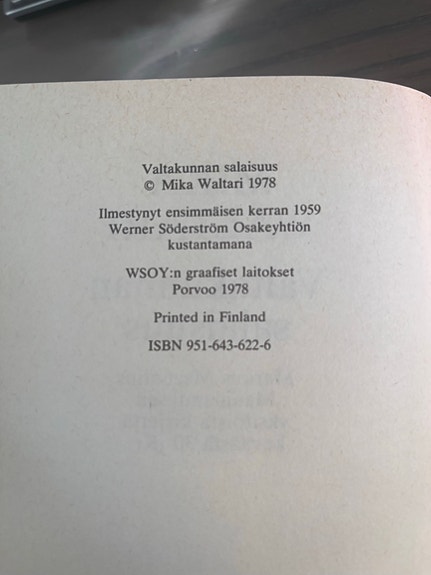 Valtakunnan salaisuus
© Mika Waltari 1978
Ilmestynyt ensimmäisen kerran 1959
Werner Söderström Osakeyhtiön
kustantamana
WSOY:n graafiset laitokset
Porvoo 1978
Printed in Finland
ISBN 951-643-622-6